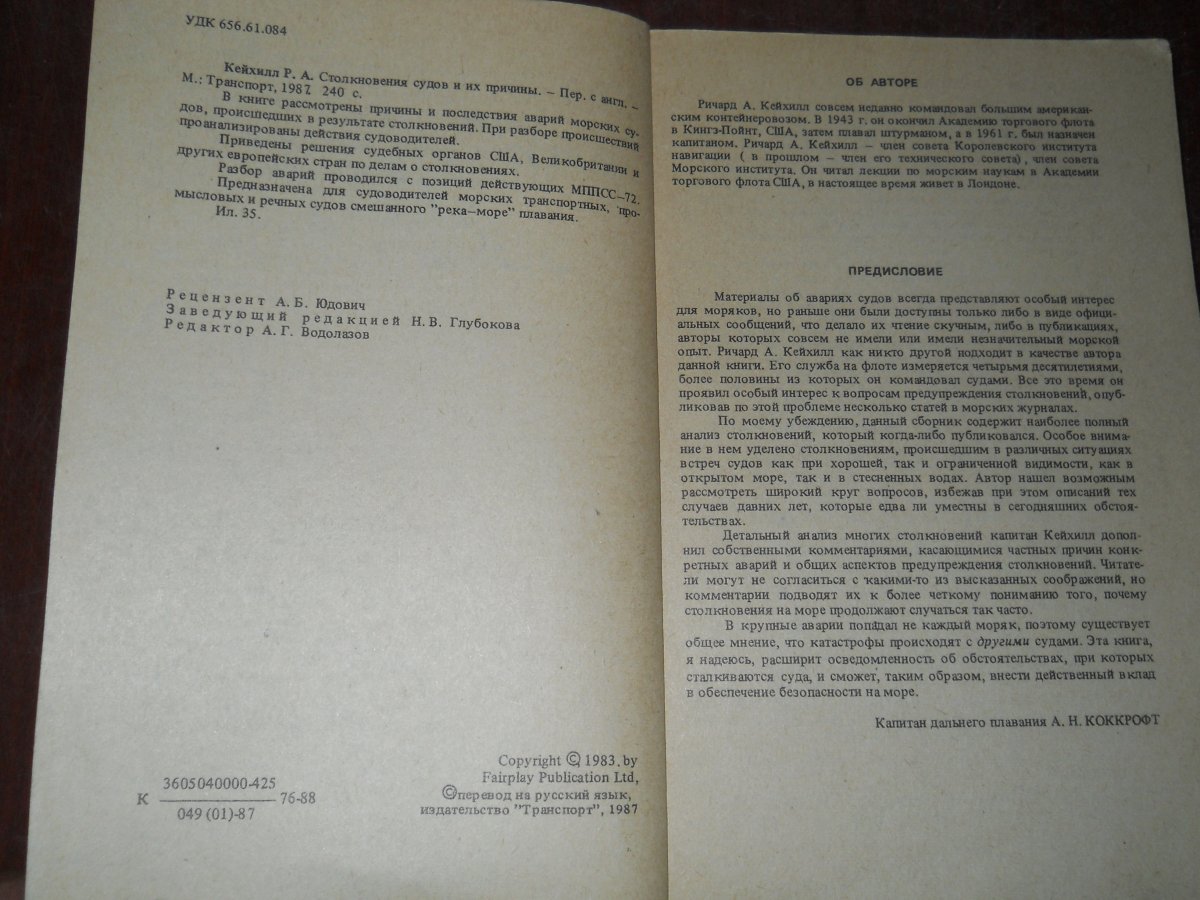 УДК 656.61.084
Кейхилл Р. А. Столкновения судов и их причины. – Пер. с англ. –
М.: Транспорт, 1987 240 с.
В книге рассмотрены причины и последствия аварий морских су-
дов, происшедших в результате столкновений. При разборе происшествий
проанализированы действия судоводителей.
Приведены решения судебных органов США, Великобритании и
других европейских стран по делам о столкновениях.
Разбор аварий проводился с позиций действующих МППСС–72.
Предназначена для судоводителей морских транспортных, про-
мысловых и речных судов смешанного "река–море" плавания.
Ил. 35.
Рецензент А. Б. Юдович
Заведующий редакцией Н. В. Глубокова
Редактор А. Г. Водолазов
К 3605040000-425
049 (01)-87
76-88
Copyright © 1983, by
Fairplay Publication Ltd,
©перевод на русский язык,
издательство "Транспорт", 1987
ОБ АВТОРЕ
Ричард А. Кейхилл совсем недавно командовал большим американ-
ским контейнеровозом. В 1943 г. он окончил Академию торгового флота
в Кингз-Пойнт, США, затем плавал штурманом, а в 1961 г. был назначен
капитаном. Ричард А. Кейхилл – член совета Королевского института
навигации ( в прошлом – член его технического совета) , член совета
Морского института. Он читал лекции по морским наукам в Академии
торгового флота США, в настоящее время живет в Лондоне.
ПРЕДИСЛОВИЕ
Материалы об авариях судов всегда представляют особый интерес
для моряков, но раньше они были доступны только либо в виде офици-
альных сообщений, что делало их чтение скучным, либо в публикациях,
авторы которых совсем не имели или имели незначительный морской
опыт. Ричард А. Кейхилл как никто другой подходит в качестве автора
данной книги. Его служба на флоте измеряется четырьмя десятилетиями,
более половины из которых он командовал судами. Все это время он
проявил особый интерес к вопросам предупреждения столкновений, опуб-
ликовав по этой проблеме несколько статей в морских журналах.
По моему убеждению, данный сборник содержит наиболее полный
анализ столкновений, который когда-либо публиковался. Особое внима-
ние в нем уделено столкновениям, происшедшим в различных ситуациях
встреч судов как при хорошей, так и ограниченной видимости, как в
открытом море, так и в стесненных водах. Автор нашел возможным
рассмотреть широкий круг вопросов, избежав при этом описаний тех
случаев давних лет, которые едва ли уместны в сегодняшних обстоя-
тельствах.
Детальный анализ многих столкновений капитан Кейхилл допол-
нил собственными комментариями, касающимися частных причин конк-
ретных аварий и общих аспектов предупреждения столкновений. Читате-
ли могут не согласиться с какими-то из высказанных соображений, но
комментарии подводят их к более четкому пониманию того, почему
столкновения на море продолжают случаться так часто.
В крупные аварии попадал не каждый моряк, поэтому существует
общее мнение, что катастрофы происходят с другими судами. Эта книга,
я надеюсь, расширит осведомленность об обстоятельствах, при которых
сталкиваются суда, и сможет, таким образом, внести действенный вклад
в обеспечение безопасности на море.
Капитан дальнего плавания А. Н. КОККРОФТ